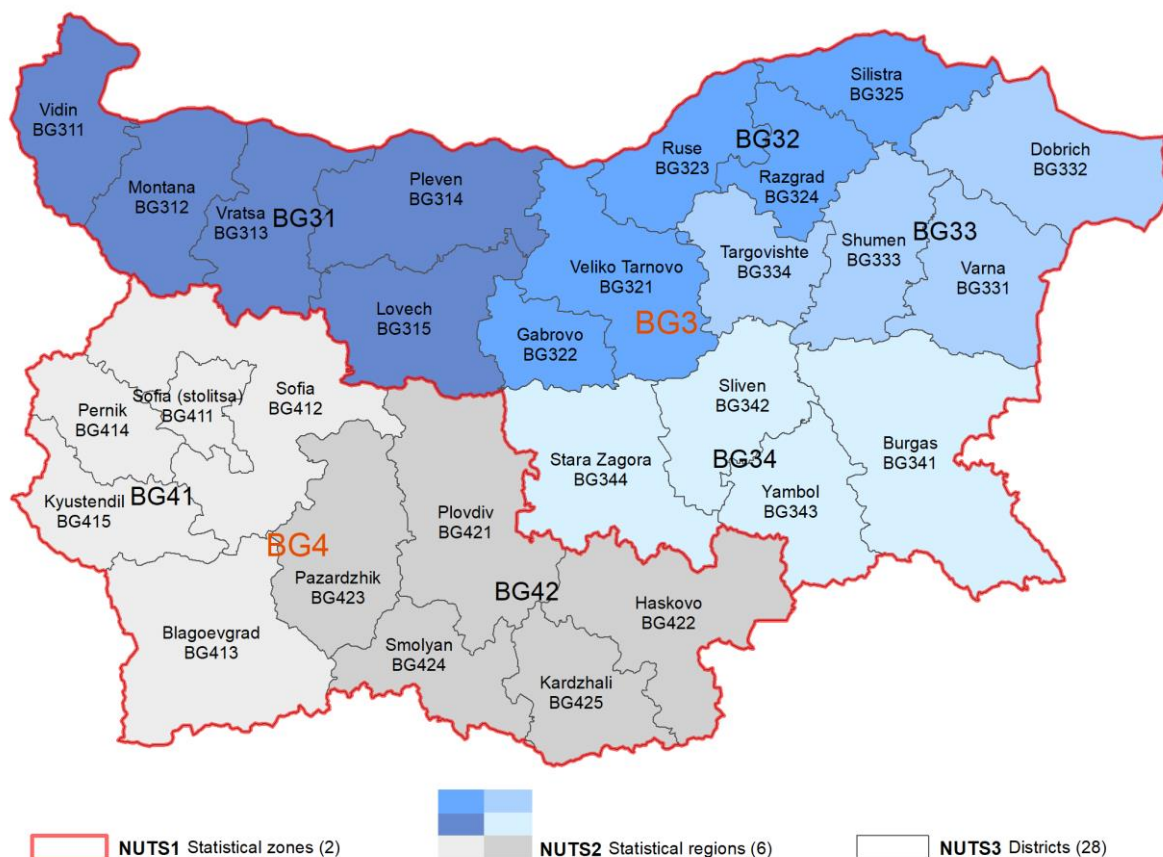 Vidin
BG311
Montana
BG312
Vratsa
BG313
BG31
Pleven
BG314
Lovech
BG315
Silistra
BG325
Ruse
BG323
BG32
Razgrad
BG324
Dobrich
BG332
Veliko Tarnovo
BG321
Gabrovo
BG322
BG3
Targovishte
BG334
Shumen
BG333
BG33
Varna
BG331
Sofia (stolitsa)
BG411
Sofia
BG412
Pernik
BG414
Kyustendil
BG415
BG41
Sliven
BG342
Stara Zagora
BG344
BG34
Yambol
BG343
Burgas
BG341
BG4
Plovdiv
BG421
Pazardzhik
BG423
BG42
Haskovo
BG422
Blagoevgrad
BG413
Smolyan
BG424
Kardzhali
BG425
NUTS1 Statistical zones (2)
NUTS2 Statistical regions (6)
NUTS3 Districts (28)